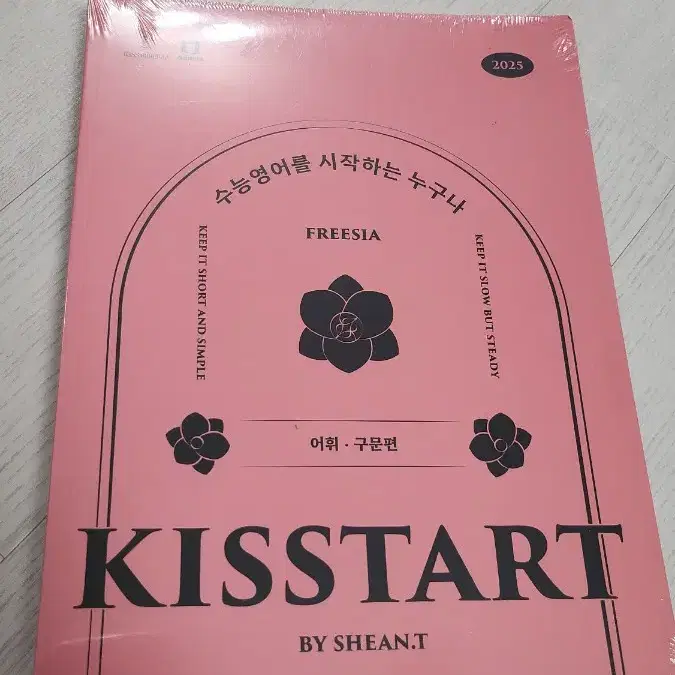 2025
수능영어를 시작하는 누구나
FREESIA
KEEP IT SHORT AND SIMPLE
KEEP IT SLOW BUT STEADY
어휘 · 구문편
KISSTART
BY SHEAN.T